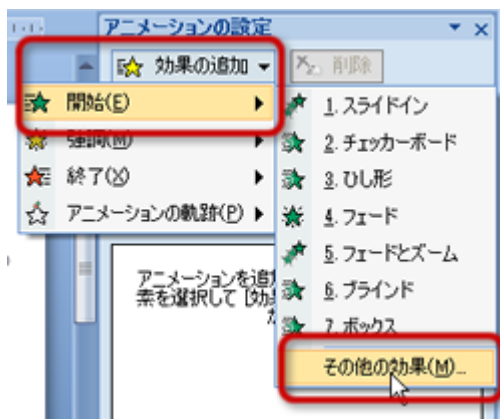 アニメーションの設定
効果の追加
削除
開始(E)
強調(M)
終了(X)
アニメーションの軌跡(P)
1. スライドイン
2. チェッカーボード
3. ひし形
4. フェード
5. フェードとズーム
6. ブラインド
7. ボックス
その他の効果(M)...
アニメーションを追
素を選択して [効